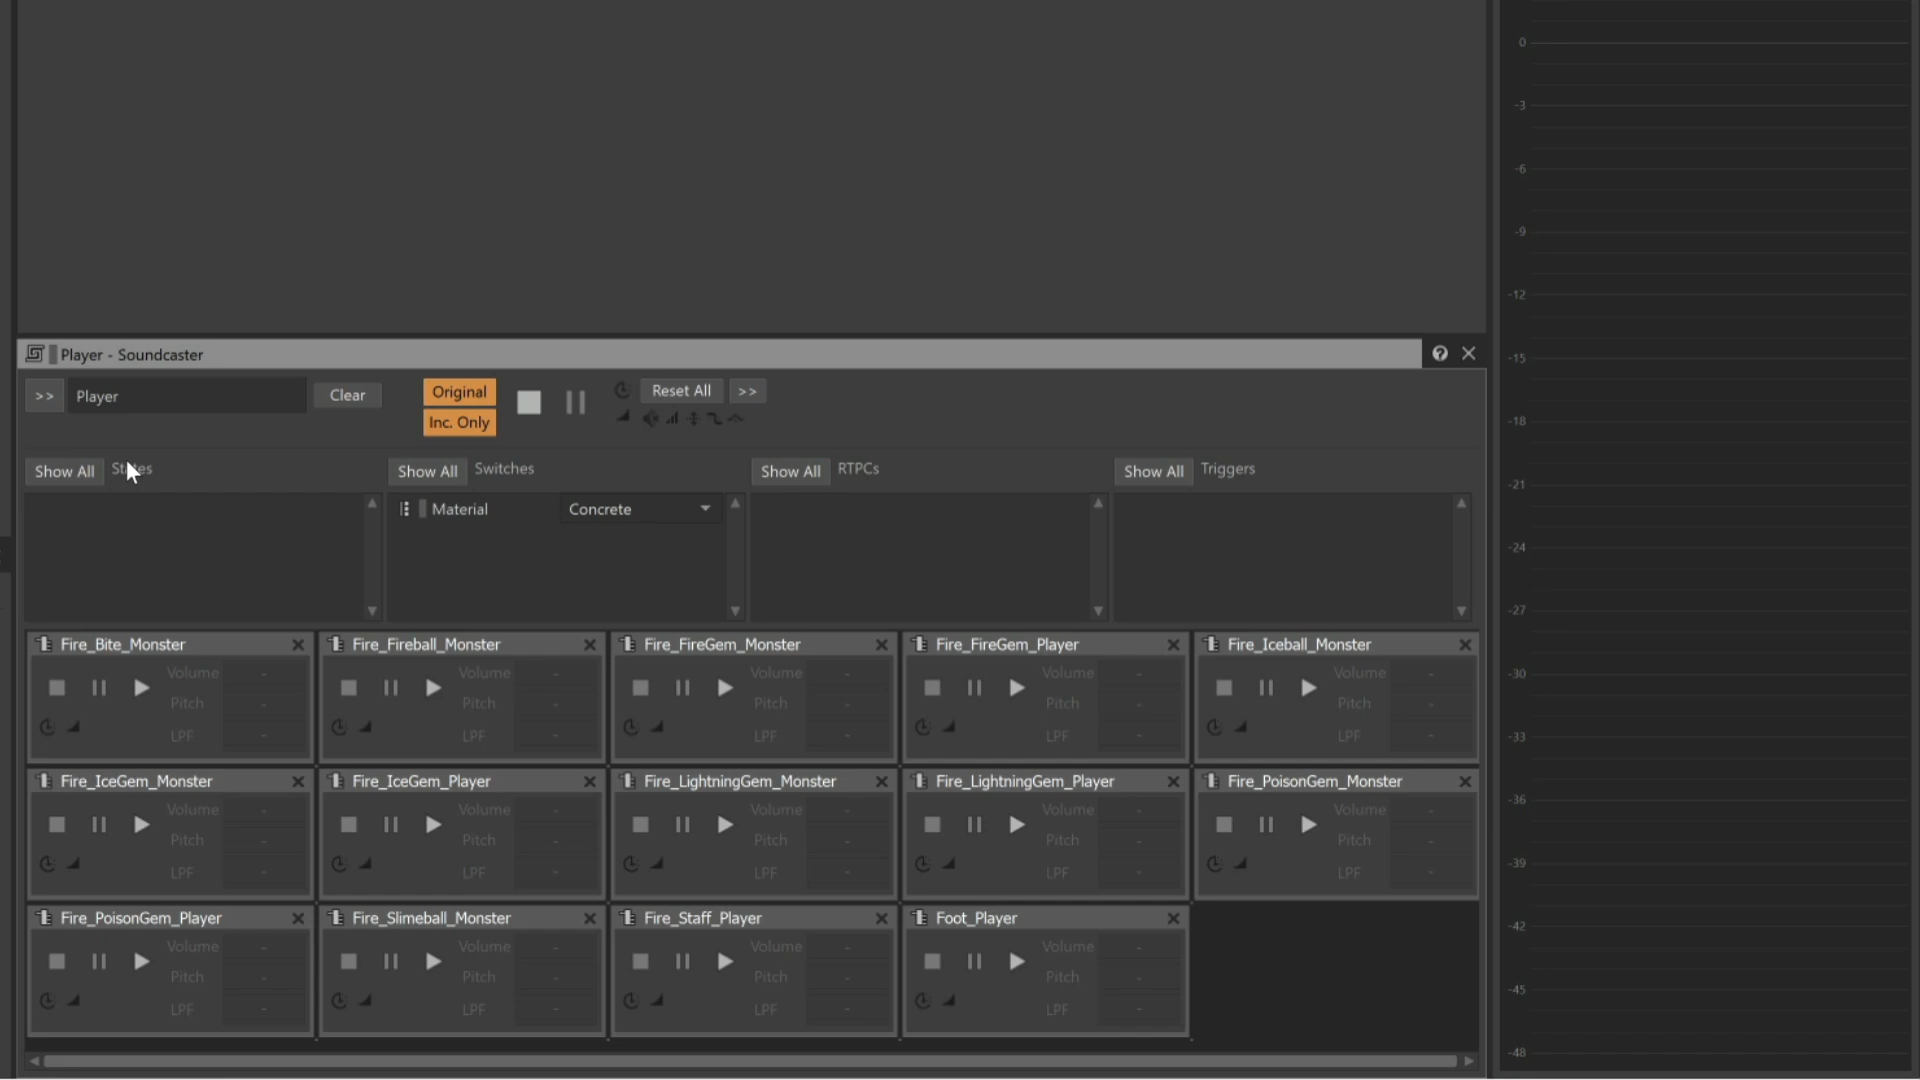 Player - Soundcaster
>> Player Clear Original Reset All >>
Inc. Only
Show All States Show All Switches Show All RTPCs Show All Triggers
Material Concrete
Fire_Bite_Monster Fire_Fireball_Monster Fire_FireGem_Monster Fire_FireGem_Player Fire_Iceball_Monster
Volume - Volume - Volume - Volume - Volume -
Pitch - Pitch - Pitch - Pitch - Pitch -
LPF - LPF - LPF - LPF - LPF -
Fire_IceGem_Monster Fire_IceGem_Player Fire_LightningGem_Monster Fire_LightningGem_Player Fire_PoisonGem_Monster
Volume - Volume - Volume - Volume - Volume -
Pitch - Pitch - Pitch - Pitch - Pitch -
LPF - LPF - LPF - LPF - LPF -
Fire_PoisonGem_Player Fire_Slimeball_Monster Fire_Staff_Player Foot_Player
Volume - Volume - Volume - Volume -
Pitch - Pitch - Pitch - Pitch -
LPF - LPF - LPF - LPF -
0
-3
-6
-9
-12
-15
-18
-21
-24
-27
-30
-33
-36
-39
-42
-45
-48